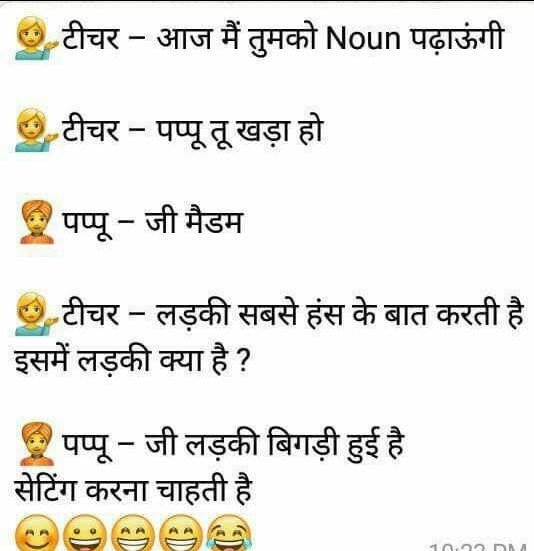 टीचर – आज मैं तुमको Noun पढ़ाऊंगी
टीचर – पप्पू तू खड़ा हो
पप्पू – जी मैडम
टीचर – लड़की सबसे हंस के बात करती है
इसमें लड़की क्या है ?
पप्पू – जी लड़की बिगड़ी हुई है
सेटिंग करना चाहती है